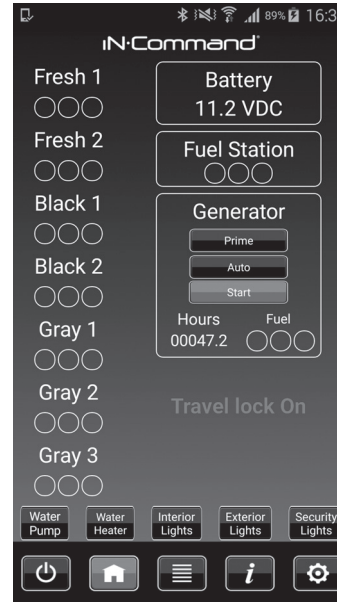 89% 16:3
iN·Command
Fresh 1
Fresh 2
Black 1
Black 2
Gray 1
Gray 2
Gray 3
Battery
11.2 VDC
Fuel Station
Generator
Prime
Auto
Start
Hours Fuel
00047.2
Travel lock On
Water Pump
Water Heater
Interior Lights
Exterior Lights
Security Lights
i